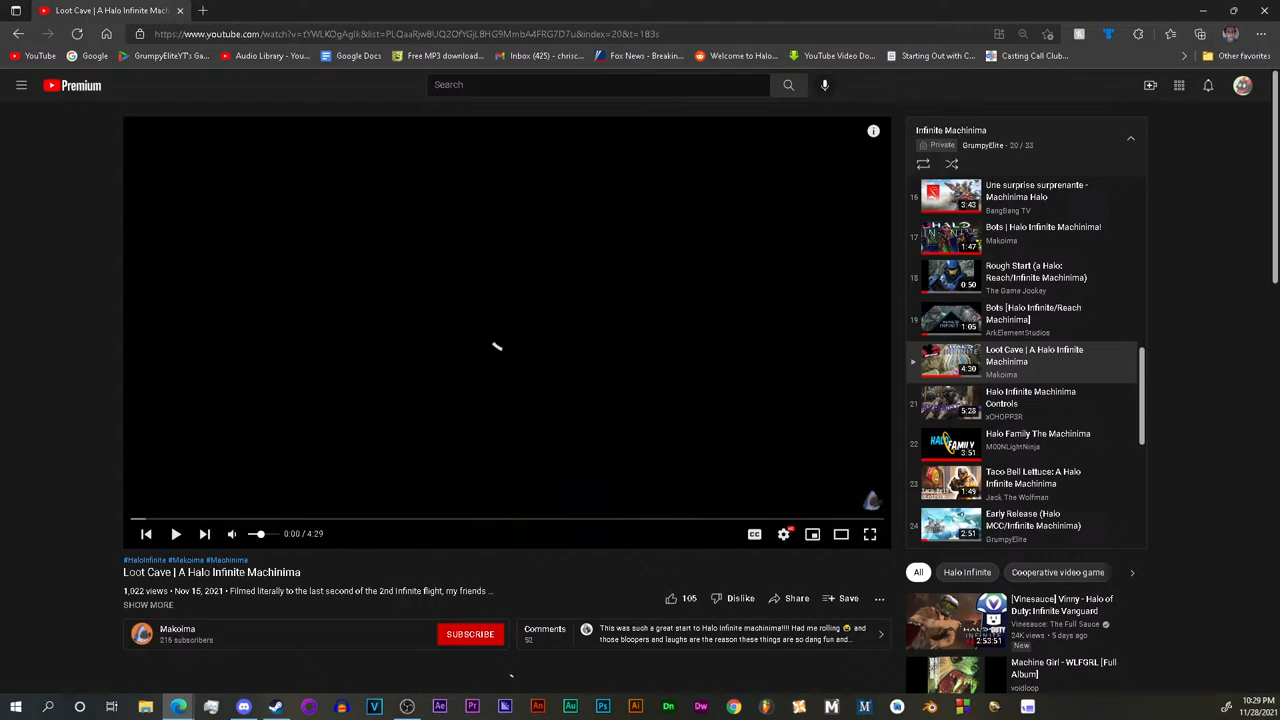 Loot Cave | A Halo Infinite Mach
https://www.youtube.com/watch?v=tYWLKOgAgIk&list=PLQaaRjwBUQ2OfYGjLBHG9MmbA4FRG7D7u&index=20&t=183s
YouTube
Google
GrumpyEliteYT's Ga...
Audio Library - You...
Google Docs
Free MP3 download...
Inbox (425) - chrisc...
Fox News - Breakin...
Welcome to Halo...
YouTube Video Do...
Starting Out with C...
Casting Call Club...
Other favorites
Premium
Search
Infinite Machinima
Private
GrumpyElite - 20 / 33
16
3:43
Une surprise surprenante -
Machinima Halo
BangBang TV
17
1:47
Bots | Halo Infinite Machinima!
Makoima
18
0:50
Rough Start (a Halo:
Reach/Infinite Machinima)
The Game Jockey
19
1:05
Bots [Halo Infinite/Reach
Machinima]
ArkElementStudios
4:30
Loot Cave | A Halo Infinite
Machinima
Makoima
21
5:28
Halo Infinite Machinima
Controls
xCHOPP3R
22
HALO
FAMILY
3:51
Halo Family The Machinima
M00NLightNinja
23
1:49
Taco Bell Lettuce: A Halo
Infinite Machinima
Jack The Wolfman
24
2:51
Early Release (Halo
MCC/Infinite Machinima)
GrumpyElite
0:00 / 4:29
#HaloInfinite #Makoima #Machinima
Loot Cave | A Halo Infinite Machinima
1,022 views • Nov 15, 2021 • Filmed literally to the last second of the 2nd Infinite flight, my friends ...
SHOW MORE
105
Dislike
Share
Save
Makoima
215 subscribers
SUBSCRIBE
Comments
52
This was such a great start to Halo Infinite machinima!!!! Had me rolling 😂 and
those bloopers and laughs are the reason these things are so dang fun and...
All
Halo Infinite
Cooperative video game
2:53:51
[Vinesauce] Vinny - Halo of
Duty: Infinite Vanguard
Vinesauce: The Full Sauce
24K views • 5 days ago
New
Machine Girl - WLFGRL [Full
Album]
voidloop
10:29 PM
11/28/2021